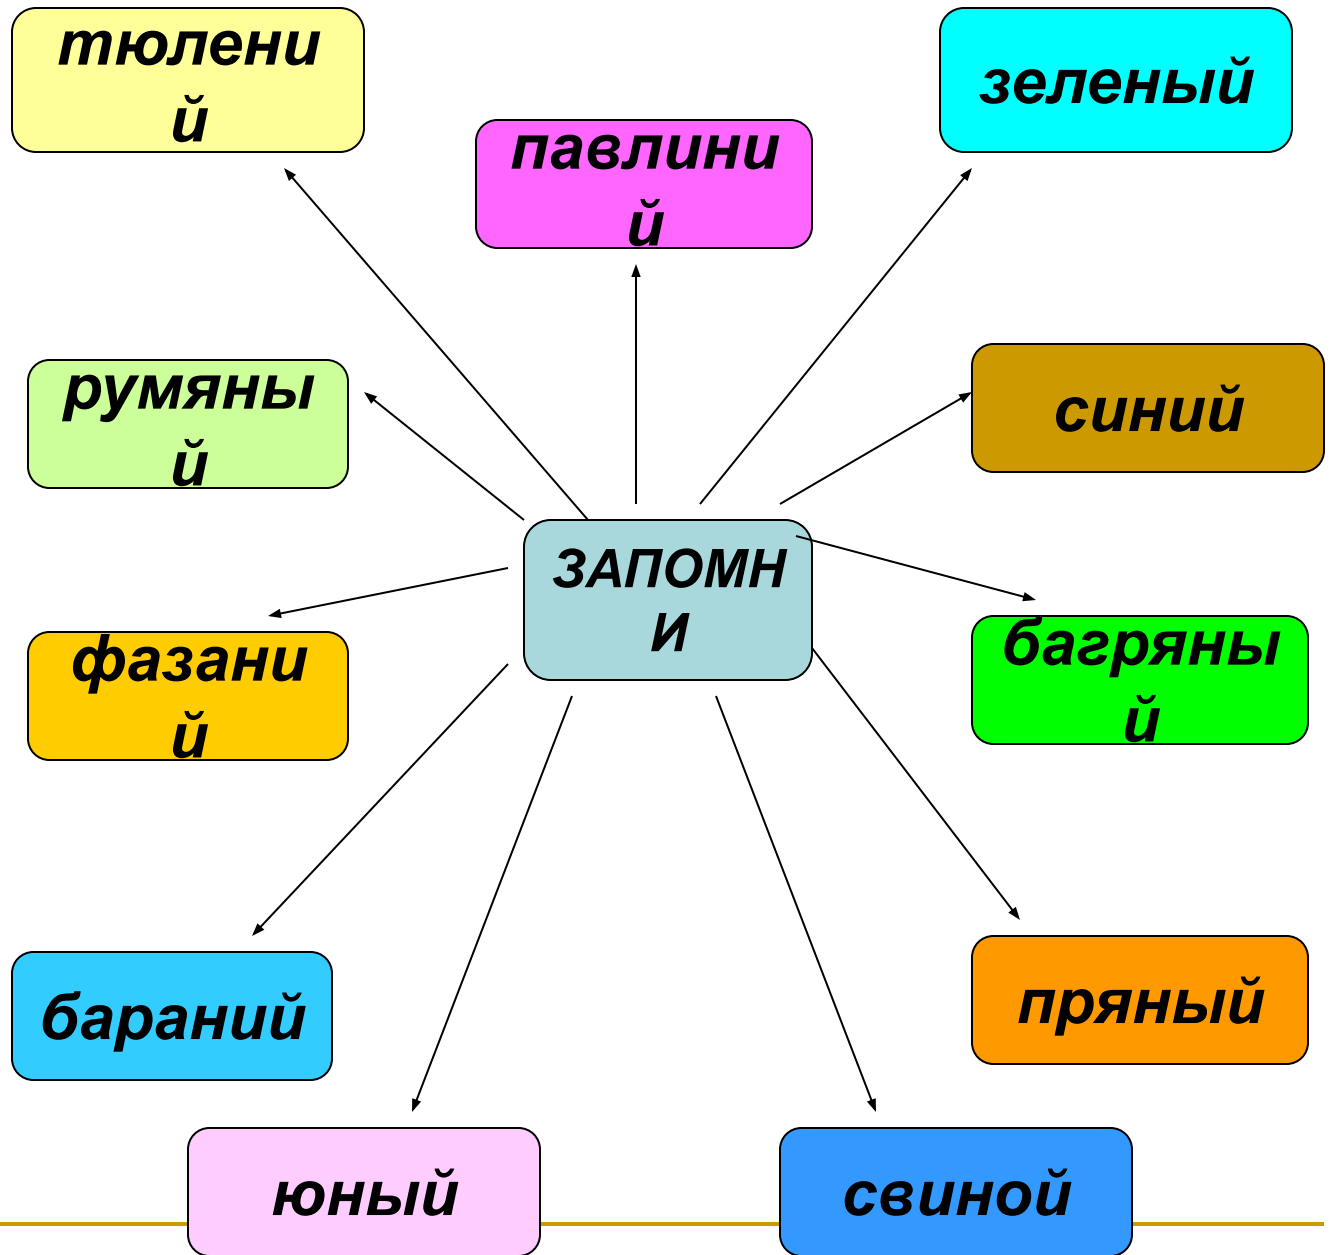 тюлени
й
зеленый
павлини
й
румяны
й
синий
ЗАПОМН
И
фазани
й
багряны
й
бараний
пряный
юный
свиной